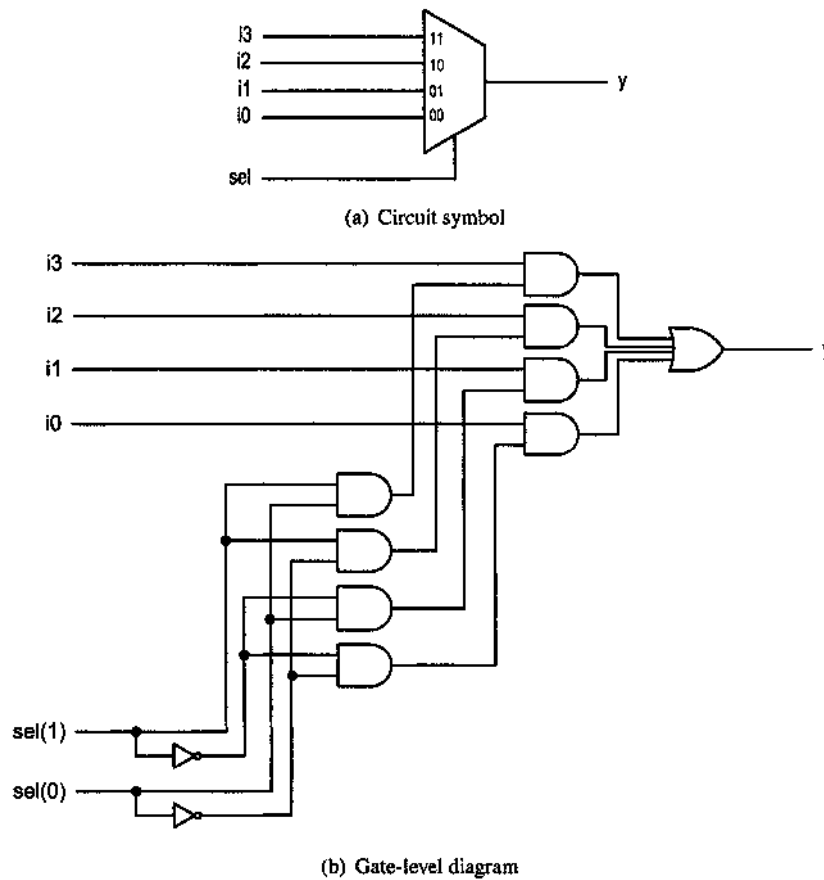 i3
i2
i1
i0
11
10
01
00
y
sel
(a) Circuit symbol
i3
i2
i1
i0
y
sel(1)
sel(0)
(b) Gate-level diagram